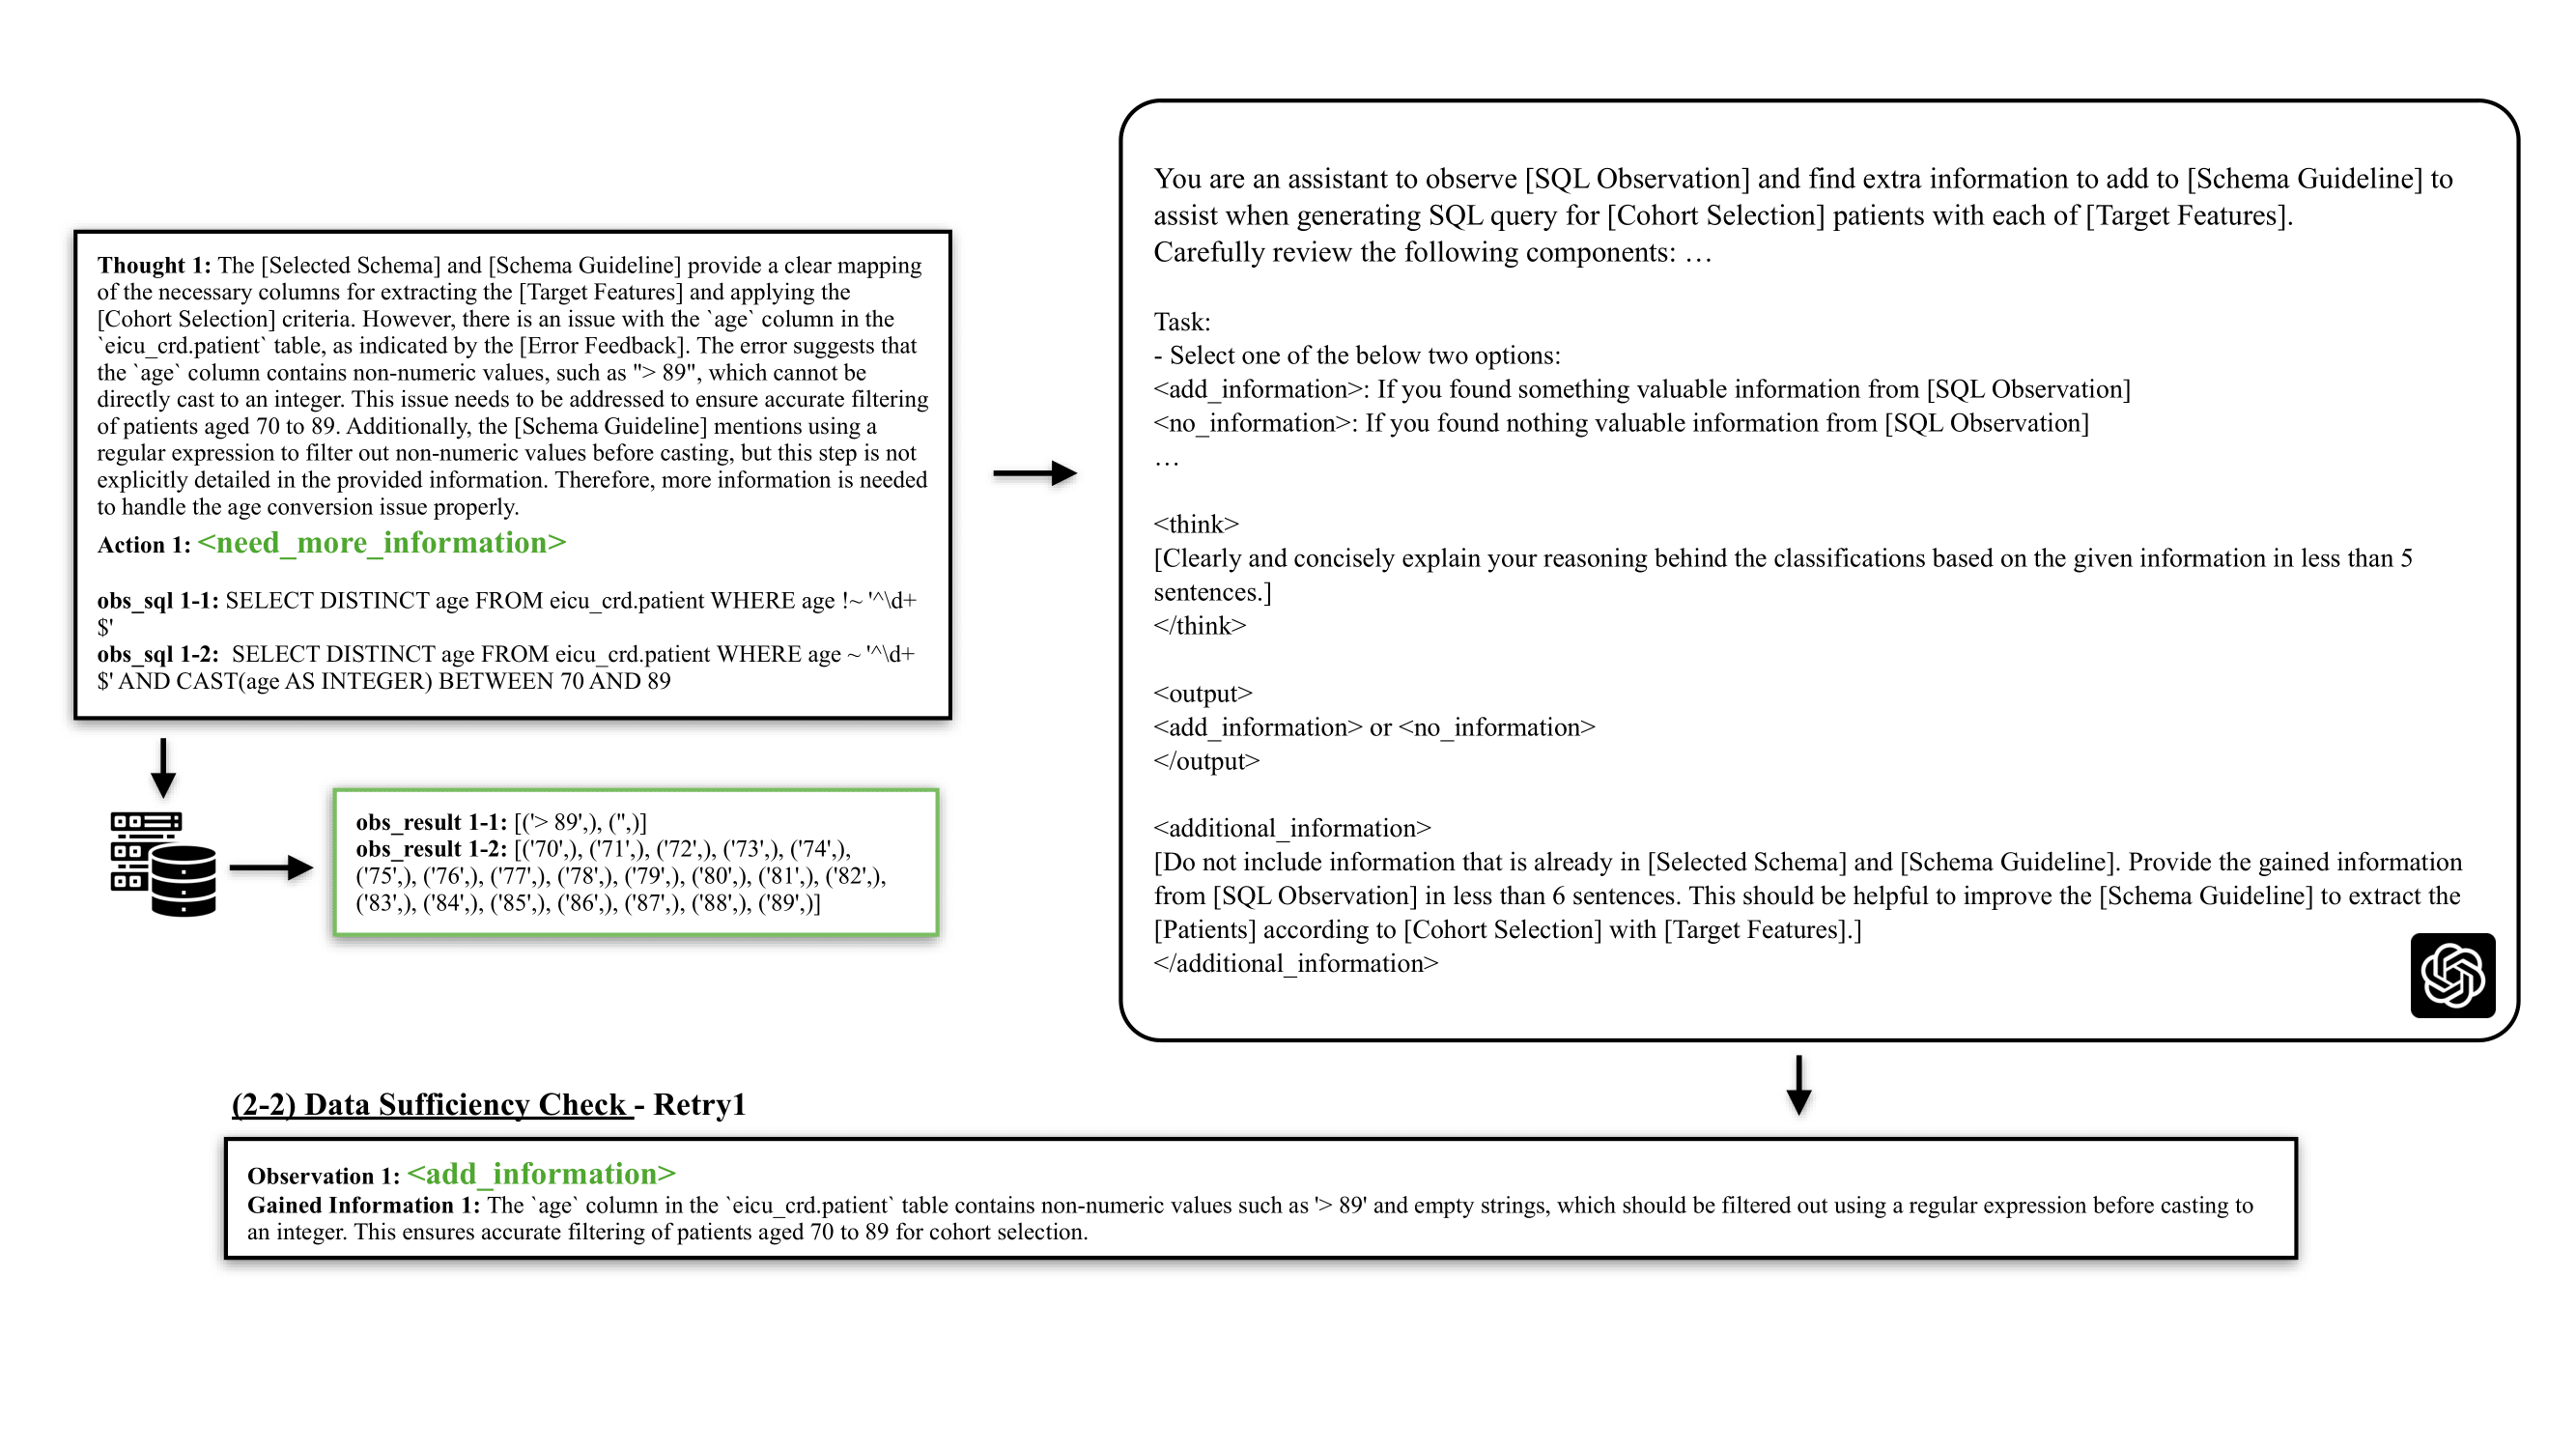 Thought 1: The [Selected Schema] and [Schema Guideline] provide a clear mapping
of the necessary columns for extracting the [Target Features] and applying the
[Cohort Selection] criteria. However, there is an issue with the `age` column in the
`eicu_crd.patient` table, as indicated by the [Error Feedback]. The error suggests that
the `age` column contains non-numeric values, such as "> 89", which cannot be
directly cast to an integer. This issue needs to be addressed to ensure accurate filtering
of patients aged 70 to 89. Additionally, the [Schema Guideline] mentions using a
regular expression to filter out non-numeric values before casting, but this step is not
explicitly detailed in the provided information. Therefore, more information is needed
to handle the age conversion issue properly.
Action 1: <need_more_information>
obs_sql 1-1: SELECT DISTINCT age FROM eicu_crd.patient WHERE age !~ '^\d+
$'
obs_sql 1-2: SELECT DISTINCT age FROM eicu_crd.patient WHERE age ~ '^\d+
$' AND CAST(age AS INTEGER) BETWEEN 70 AND 89
obs_result 1-1: [('> 89',), ('',)]
obs_result 1-2: [('70',), ('71',), ('72',), ('73',), ('74',),
('75',), ('76',), ('77',), ('78',), ('79',), ('80',), ('81',), ('82',),
('83',), ('84',), ('85',), ('86',), ('87',), ('88',), ('89',)]
You are an assistant to observe [SQL Observation] and find extra information to add to [Schema Guideline] to
assist when generating SQL query for [Cohort Selection] patients with each of [Target Features].
Carefully review the following components: …
Task:
- Select one of the below two options:
<add_information>: If you found something valuable information from [SQL Observation]
<no_information>: If you found nothing valuable information from [SQL Observation]
…
<think>
[Clearly and concisely explain your reasoning behind the classifications based on the given information in less than 5
sentences.]
</think>
<output>
<add_information> or <no_information>
</output>
<additional_information>
[Do not include information that is already in [Selected Schema] and [Schema Guideline]. Provide the gained information
from [SQL Observation] in less than 6 sentences. This should be helpful to improve the [Schema Guideline] to extract the
[Patients] according to [Cohort Selection] with [Target Features].]
</additional_information>
(2-2) Data Sufficiency Check - Retry1
Observation 1: <add_information>
Gained Information 1: The `age` column in the `eicu_crd.patient` table contains non-numeric values such as '> 89' and empty strings, which should be filtered out using a regular expression before casting to
an integer. This ensures accurate filtering of patients aged 70 to 89 for cohort selection.